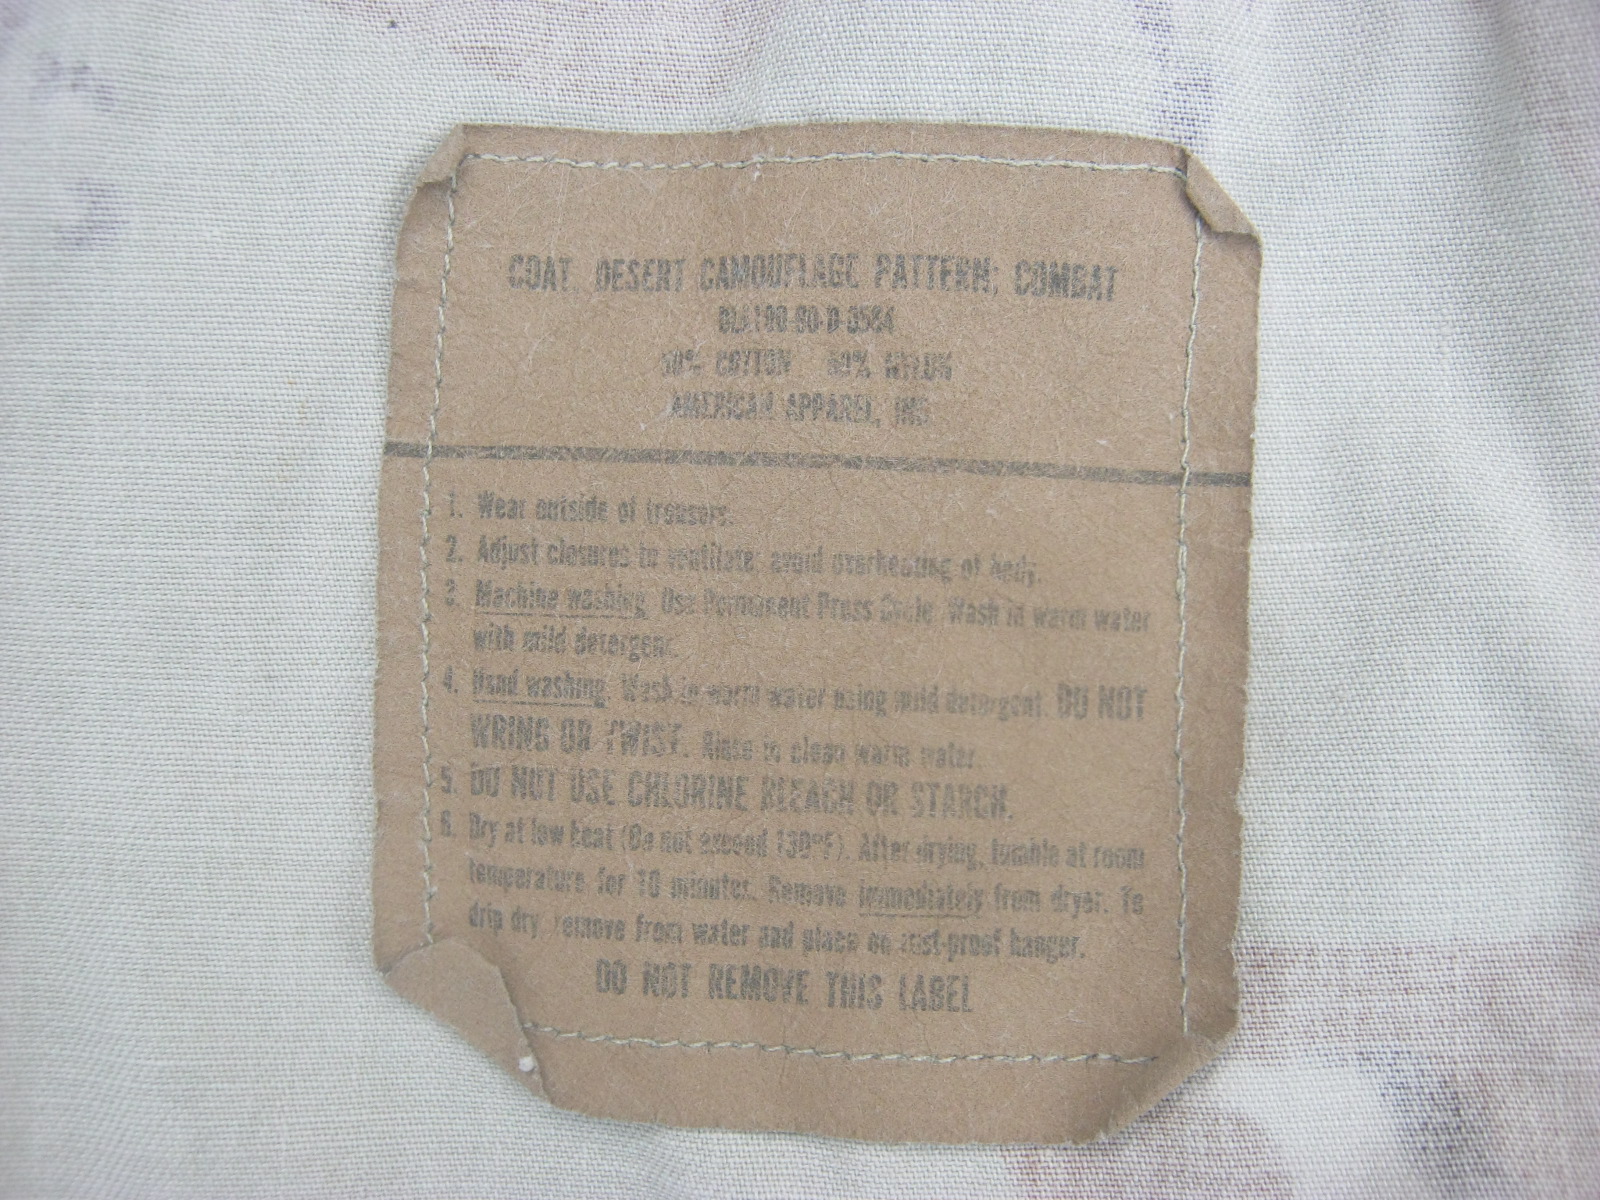 COAT, DESERT CAMOUFLAGE PATTERN; COMBAT
DLA100-90-D-0584
50% COTTON 50% NYLON
AMERICAN APPAREL, INC.
1. Wear outside of trousers.
2. Adjust closures to ventilate; avoid overheating of body.
3. Machine washing. Use Permanent Press Cycle. Wash in warm water
with mild detergent.
4. Hand washing. Wash in warm water using mild detergent. DO NOT
WRING OR TWIST. Rinse in clean warm water.
5. DO NOT USE CHLORINE BLEACH OR STARCH.
6. Dry at low heat (Do not exceed 130°F). After drying, tumble at room
temperature for 10 minutes. Remove immediately from dryer. To
drip dry remove from water and place on rust-proof hanger.
DO NOT REMOVE THIS LABEL